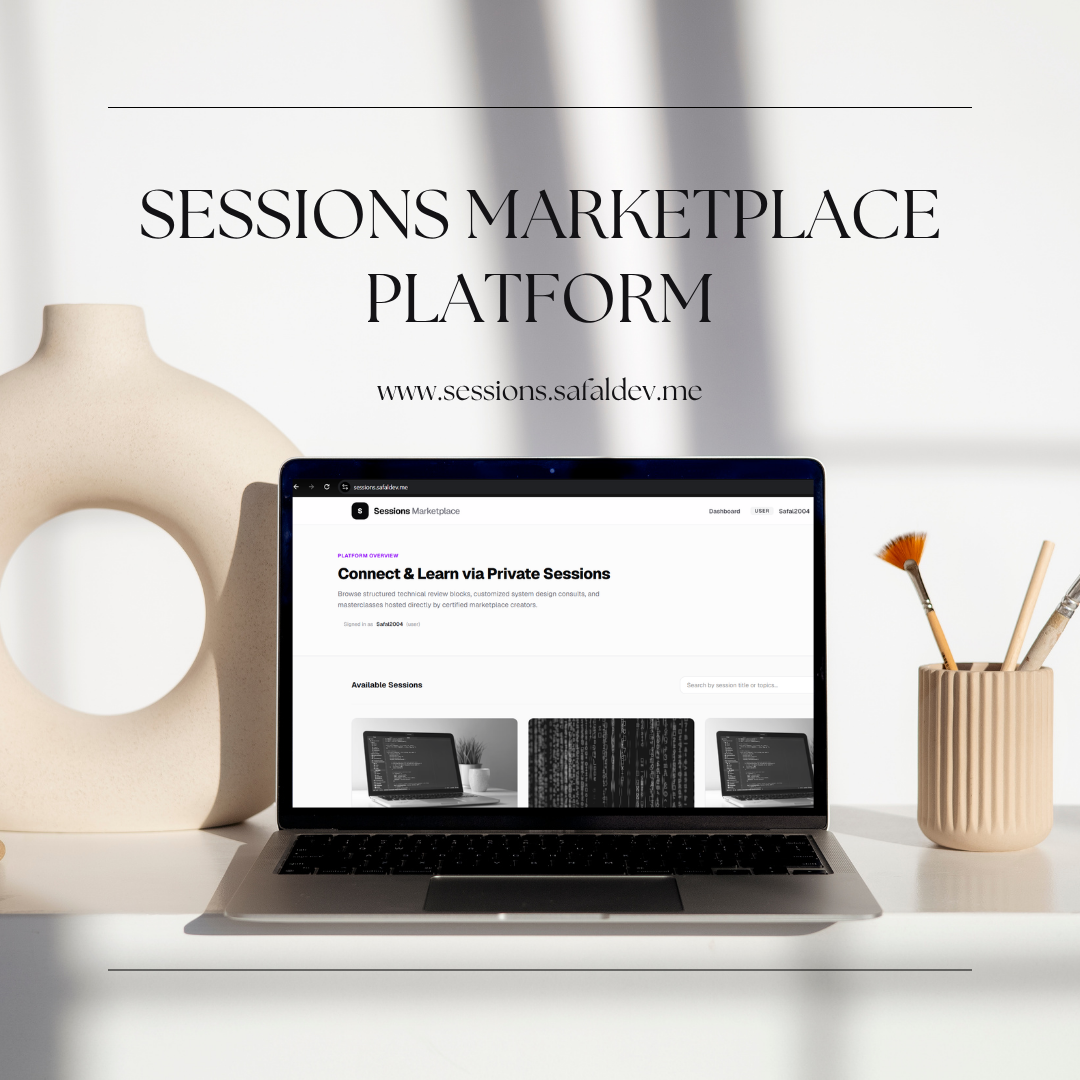 SESSIONS MARKETPLACE
PLATFORM
www.sessions.safaldev.me
sessions.safaldev.me
S Sessions Marketplace Dashboard USER Safal2004
PLATFORM OVERVIEW
Connect & Learn via Private Sessions
Browse structured technical review blocks, customized system design consults, and
masterclasses hosted directly by certified marketplace creators.
Signed in as Safal2004 (user)
Available Sessions Search by session title or topics...